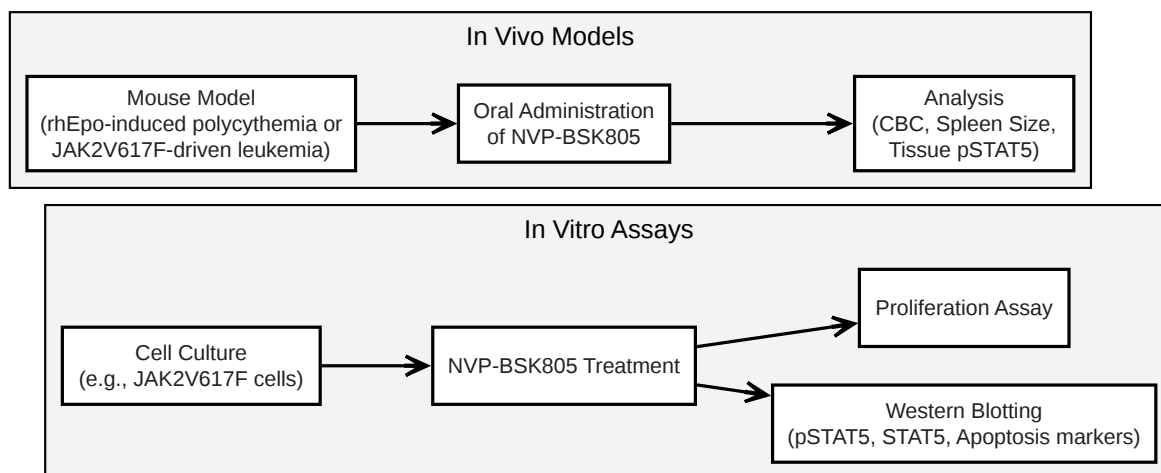 In Vivo Models
Mouse Model
(rhEpo-induced polycythemia or
JAK2V617F-driven leukemia)
Oral Administration
of NVP-BSK805
Analysis
(CBC, Spleen Size,
Tissue pSTAT5)
In Vitro Assays
Cell Culture
(e.g., JAK2V617F cells)
NVP-BSK805 Treatment
Proliferation Assay
Western Blotting
(pSTAT5, STAT5, Apoptosis markers)